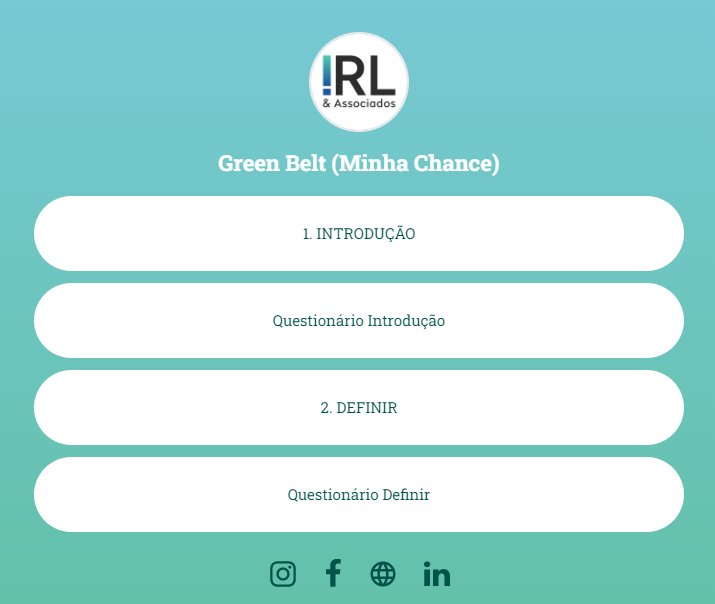 !RL
& Associados
Green Belt (Minha Chance)
1. INTRODUÇÃO
Questionário Introdução
2. DEFINIR
Questionário Definir